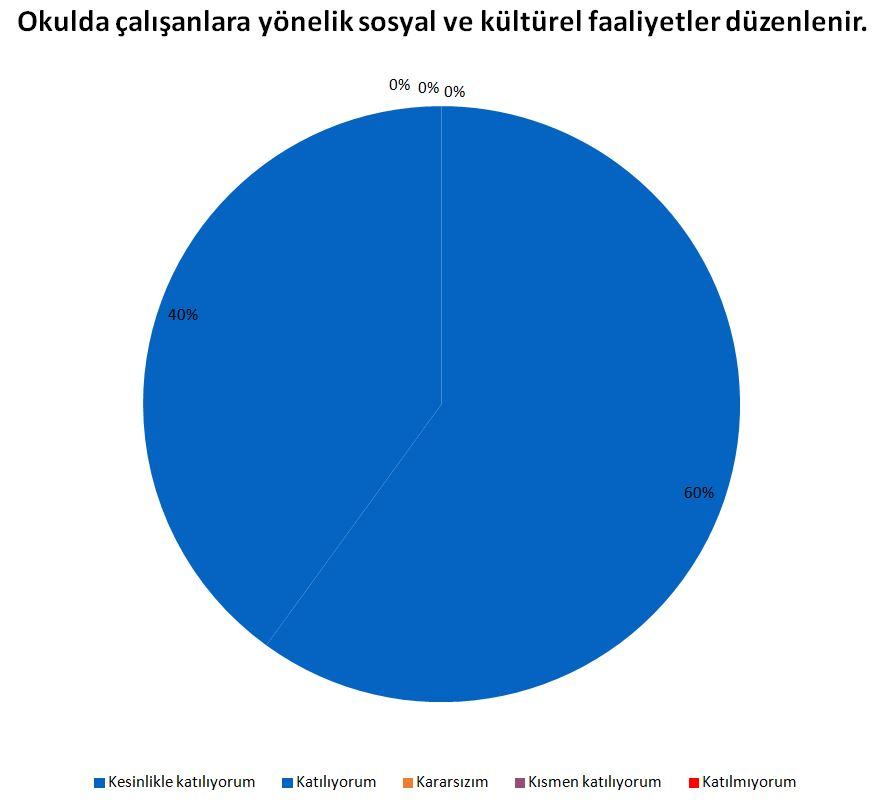 Okulda çalışanlara yönelik sosyal ve kültürel faaliyetler düzenlenir.
0% 0% 0%
40%
60%
Kesinlikle katılıyorum Katılıyorum Kararsızım Kısmen katılıyorum Katılmıyorum